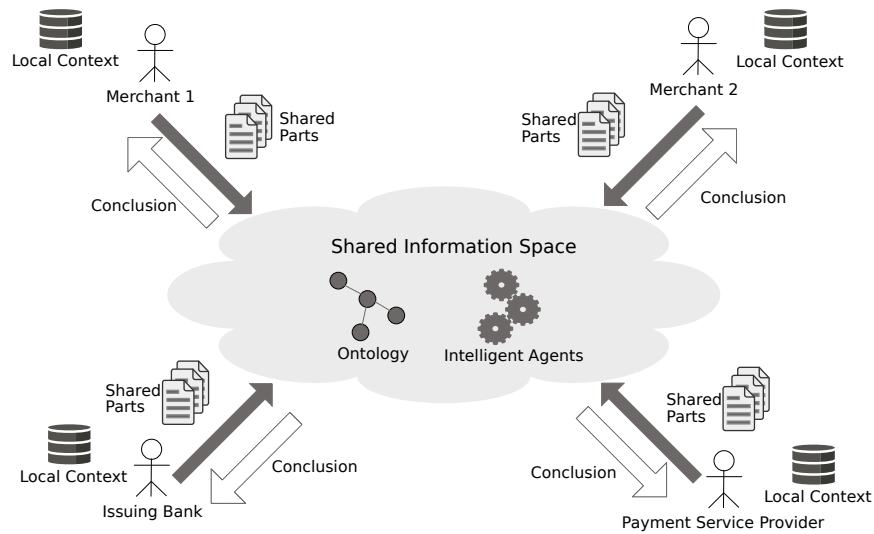 Local Context
Merchant 1
Shared
Parts
Conclusion
Local Context
Merchant 2
Shared
Parts
Conclusion
Shared Information Space
Ontology
Intelligent Agents
Shared
Parts
Local Context
Issuing Bank
Conclusion
Shared
Parts
Conclusion
Local Context
Payment Service Provider